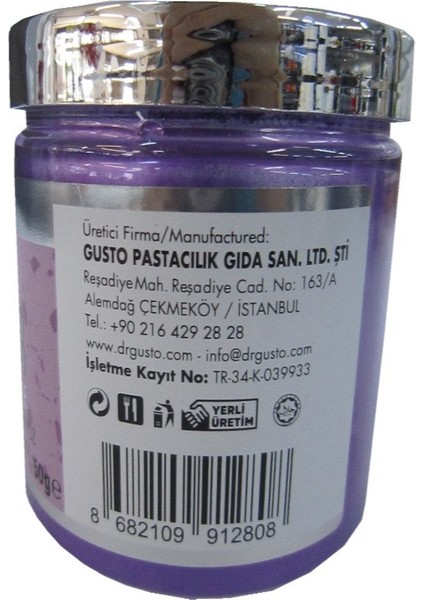 Üretici Firma/Manufactured:
GUSTO PASTACILIK GIDA SAN. LTD. ŞTİ
Reşadiye Mah. Reşadiye Cad. No: 163/A
Alemdağ ÇEKMEKÖY / İSTANBUL
Tel.: +90 216 429 28 28
www.drgusto.com - info@drgusto.com
İşletme Kayıt No: TR-34-K-039933
YERLİ
ÜRETİM
50g℮
8 682109 912808